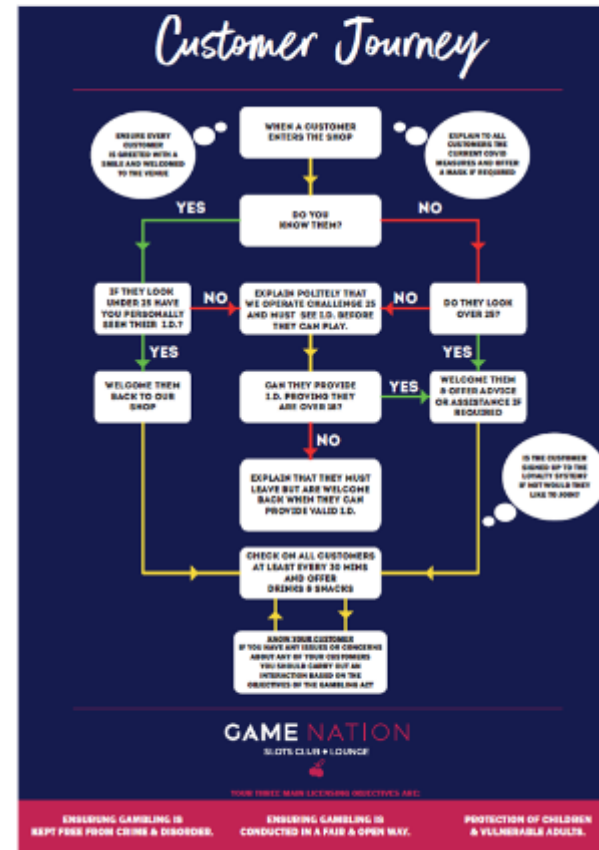 Customer Journey
ENSURE EVERY
CUSTOMER
IS GREETED WITH A
SMILE AND WELCOMED
TO THE VENUE
WHEN A CUSTOMER
ENTERS THE SHOP
EXPLAIN TO ALL
CUSTOMERS THE
CURRENT COVID
MEASURES AND OFFER
A MASK IF REQUIRED
YES
DO YOU
KNOW THEM?
NO
IF THEY LOOK
UNDER 25 HAVE
YOU PERSONALLY
SEEN THEIR I.D.?
NO
EXPLAIN POLITELY THAT
WE OPERATE CHALLENGE 25
AND MUST SEE I.D. BEFORE
THEY CAN PLAY.
NO
DO THEY LOOK
OVER 25?
YES
YES
WELCOME THEM
BACK TO OUR
SHOP
CAN THEY PROVIDE
I.D. PROVING THEY
ARE OVER 18?
YES
WELCOME THEM
& OFFER ADVICE
OR ASSISTANCE IF
REQUIRED
NO
EXPLAIN THAT THEY MUST
LEAVE BUT ARE WELCOME
BACK WHEN THEY CAN
PROVIDE VALID I.D.
IS THE CUSTOMER
SIGNED UP TO THE
LOYALTY SYSTEM?
IF NOT WOULD THEY
LIKE TO JOIN?
CHECK ON ALL CUSTOMERS
AT LEAST EVERY 30 MINS
AND OFFER
DRINKS & SNACKS
KNOW YOUR CUSTOMER
IF YOU HAVE ANY ISSUES OR CONCERNS
ABOUT ANY OF YOUR CUSTOMERS
YOU SHOULD CARRY OUT AN
INTERACTION BASED ON THE
OBJECTIVES OF THE GAMBLING ACT
GAME NATION
SLOTS CLUB + LOUNGE
YOUR THREE MAIN LICENSING OBJECTIVES ARE:
ENSURING GAMBLING IS
KEPT FREE FROM CRIME & DISORDER.
ENSURING GAMBLING IS
CONDUCTED IN A FAIR & OPEN WAY.
PROTECTION OF CHILDREN
& VULNERABLE ADULTS.